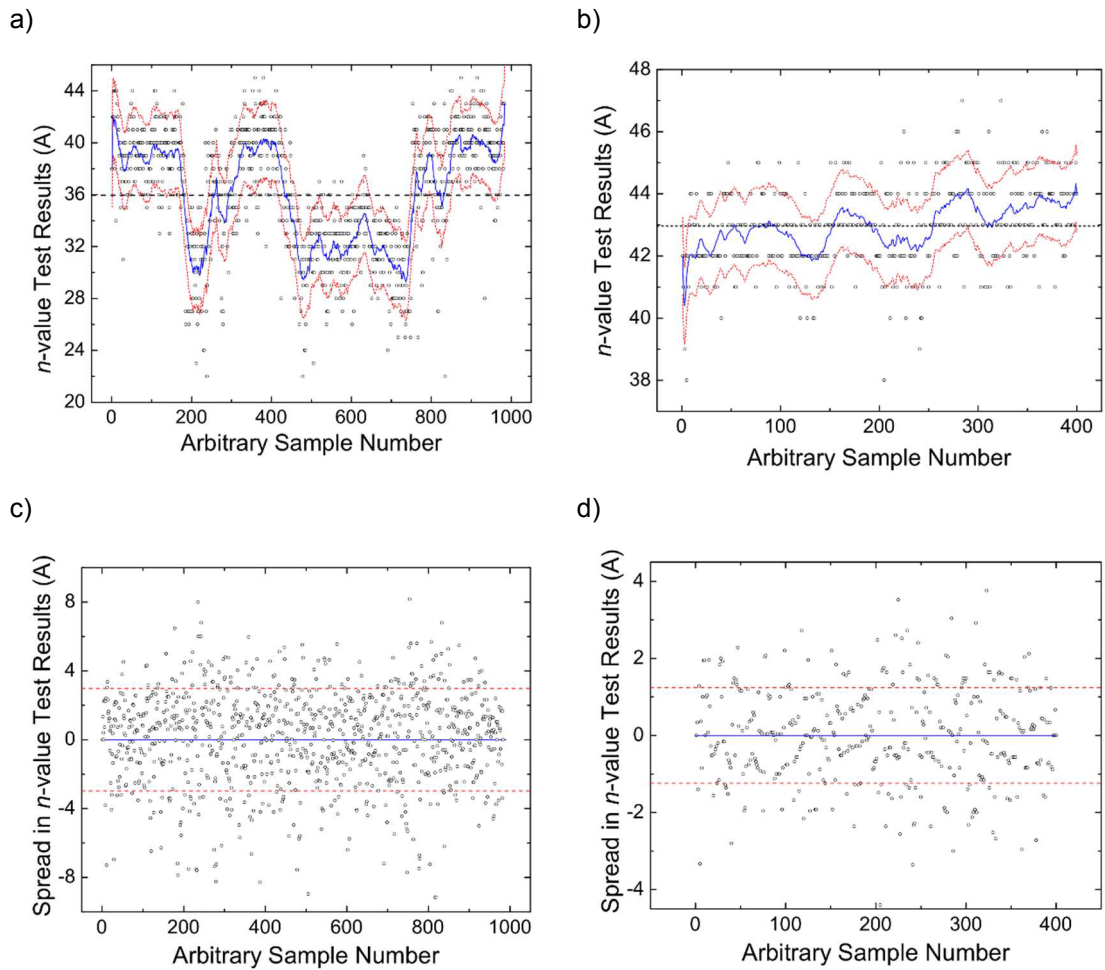 a)
b)
44
40
36
32
28
24
20
n-value Test Results (A)
0 200 400 600 800 1000
Arbitrary Sample Number
48
46
44
42
40
38
n-value Test Results (A)
0 100 200 300 400
Arbitrary Sample Number
c)
d)
8
4
0
-4
-8
Spread in n-value Test Results (A)
0 200 400 600 800 1000
Arbitrary Sample Number
4
2
0
-2
-4
Spread in n-value Test Results (A)
0 100 200 300 400
Arbitrary Sample Number